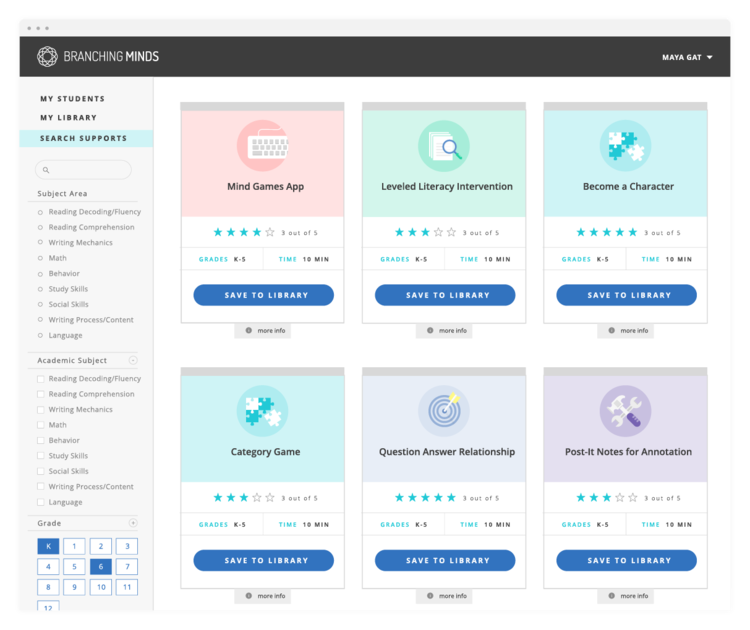 BRANCHING MINDS
MAYA GAT
MY STUDENTS
MY LIBRARY
SEARCH SUPPORTS
Subject Area
Reading Decoding/Fluency
Reading Comprehension
Writing Mechanics
Math
Behavior
Study Skills
Social Skills
Writing Process/Content
Language
Academic Subject
Reading Decoding/Fluency
Reading Comprehension
Writing Mechanics
Math
Behavior
Study Skills
Social Skills
Writing Process/Content
Language
Grade
K 1 2 3
4 5 6 7
8 9 10 11
12
Mind Games App
3 out of 5
GRADES K-5 TIME 10 MIN
SAVE TO LIBRARY
more info
Leveled Literacy Intervention
3 out of 5
GRADES K-5 TIME 10 MIN
SAVE TO LIBRARY
more info
Become a Character
3 out of 5
GRADES K-5 TIME 10 MIN
SAVE TO LIBRARY
more info
Category Game
3 out of 5
GRADES K-5 TIME 10 MIN
SAVE TO LIBRARY
more info
Question Answer Relationship
3 out of 5
GRADES K-5 TIME 10 MIN
SAVE TO LIBRARY
more info
Post-It Notes for Annotation
3 out of 5
GRADES K-5 TIME 10 MIN
SAVE TO LIBRARY
more info